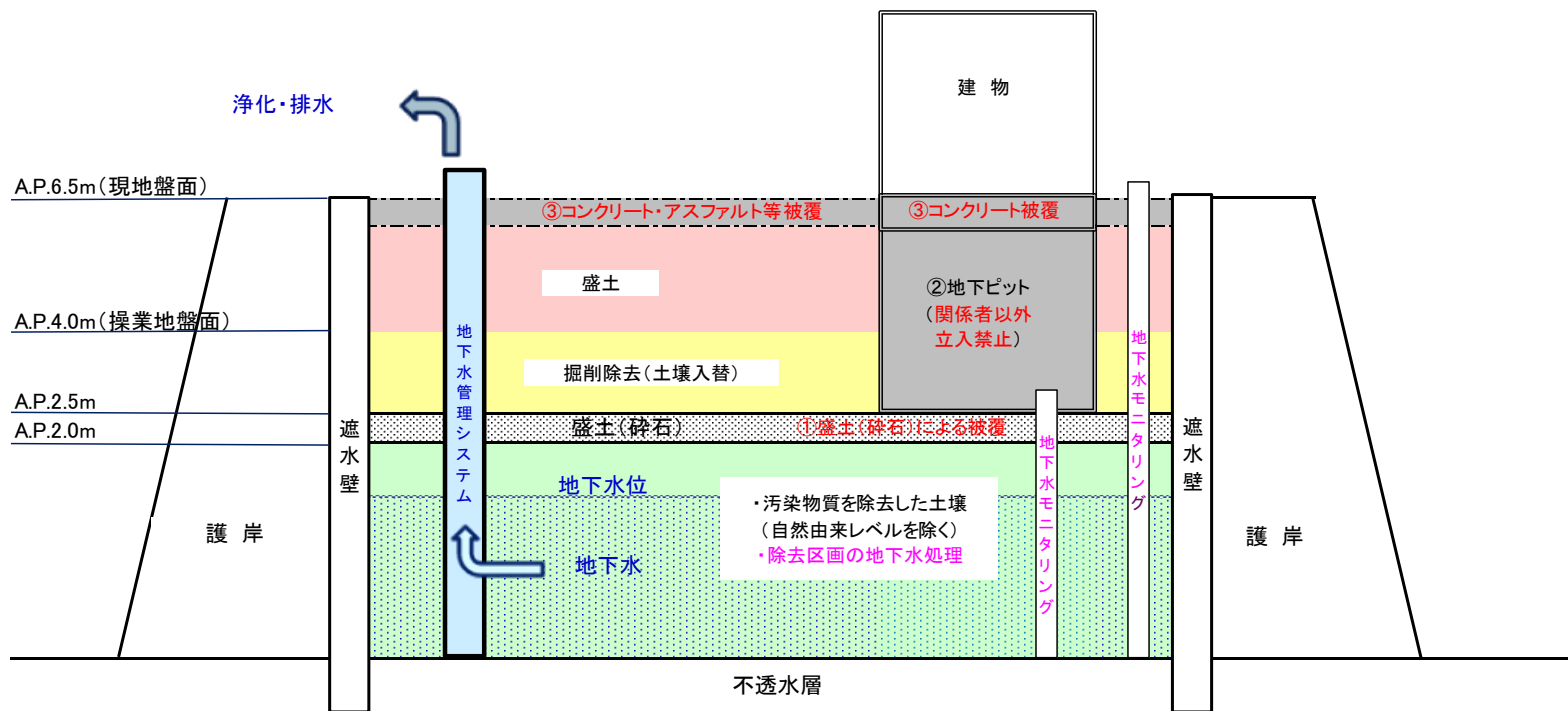 建 物
浄化・排水
A.P.6.5m（現地盤面）
③コンクリート・アスファルト等被覆
③コンクリート被覆
盛土
②地下ピット
（関係者以外
立入禁止）
A.P.4.0m（操業地盤面）
掘削除去（土壌入替）
A.P.2.5m
盛土（砕石）
①盛土（砕石）による被覆
A.P.2.0m
遮水壁
地下水管理システム
地下水モニタリング
地下水モニタリング
遮水壁
地下水位
・汚染物質を除去した土壌
（自然由来レベルを除く）
・除去区画の地下水処理
護 岸
地下水
護 岸
不透水層